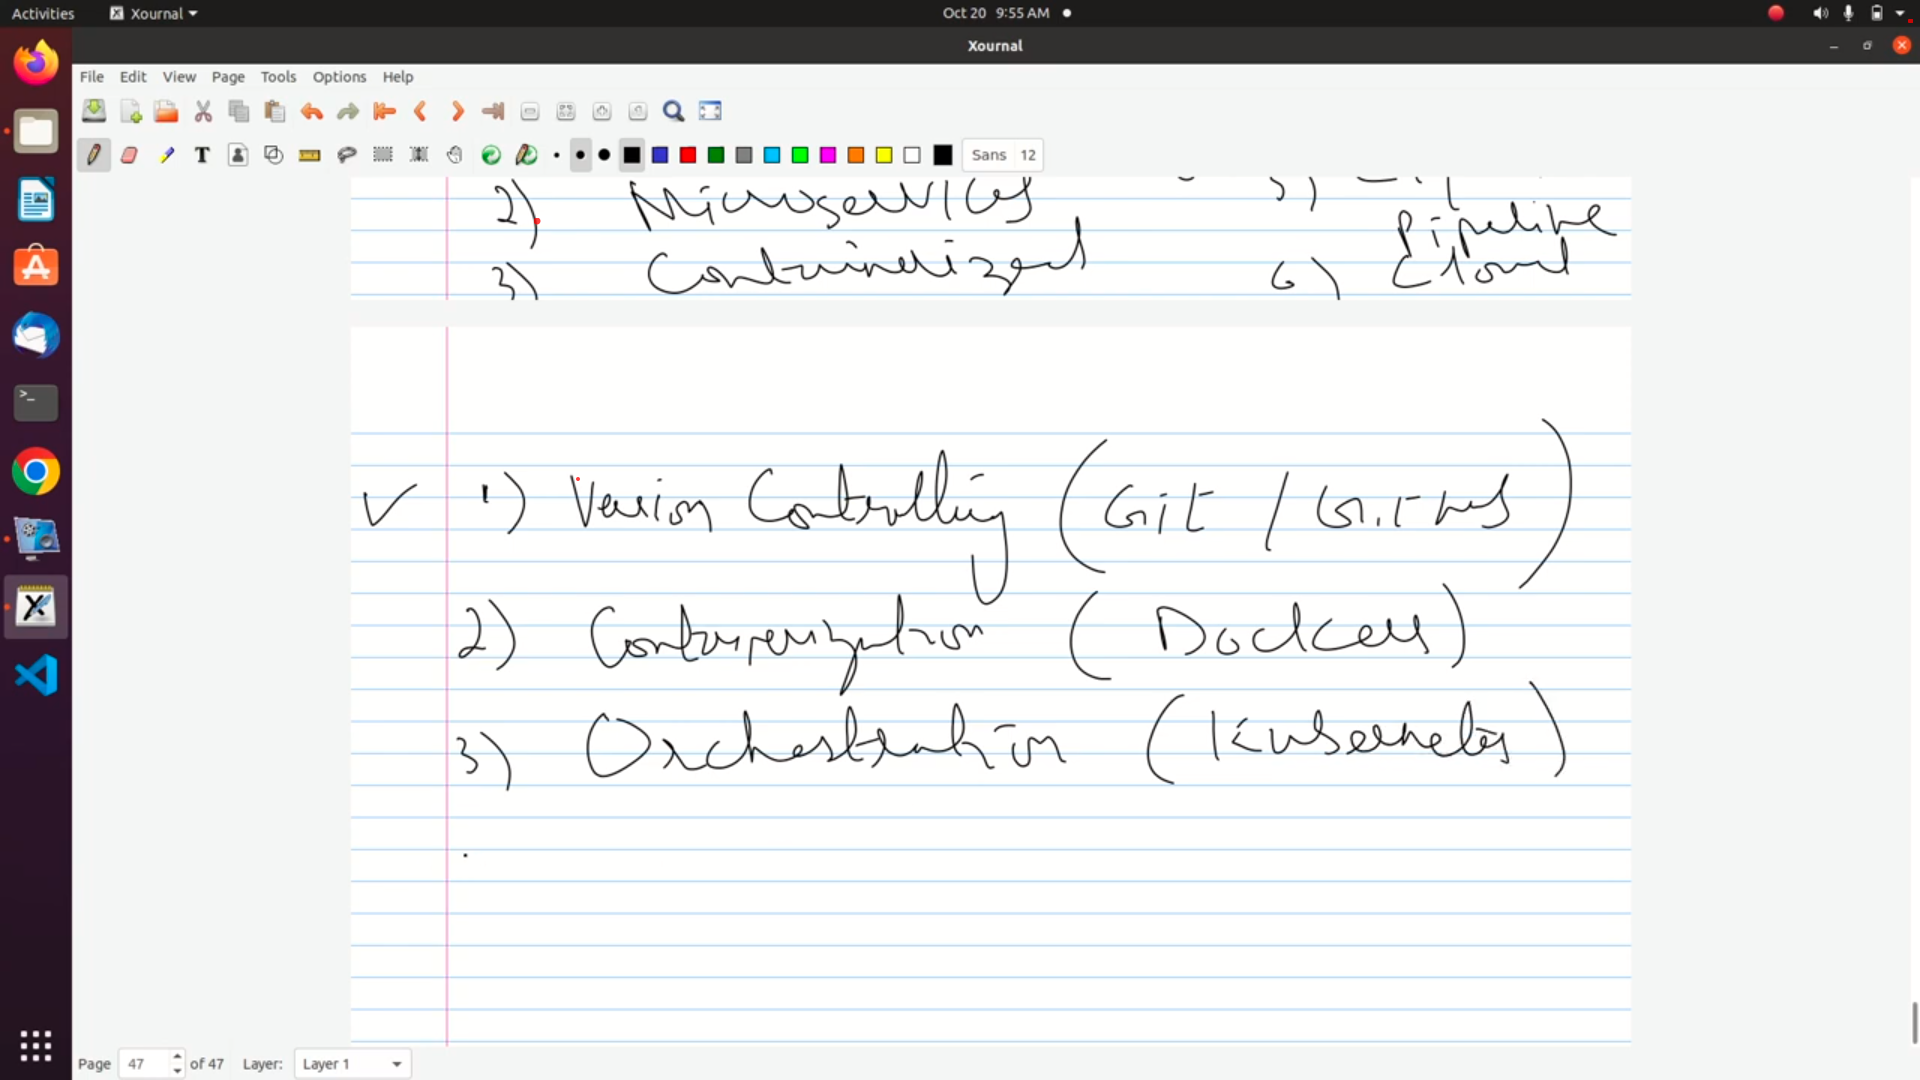 Activities Xournal Oct 20 9:55 AM
Xournal
File Edit View Page Tools Options Help
Sans 12
2) Microservices 5)
Pipeline
3) Containerized 6) Cloud
1) Version Controlling (Git / GitHub)
2) Containerization (Docker)
3) Orchestration (Kubernetes)
Page 47 of 47 Layer: Layer 1